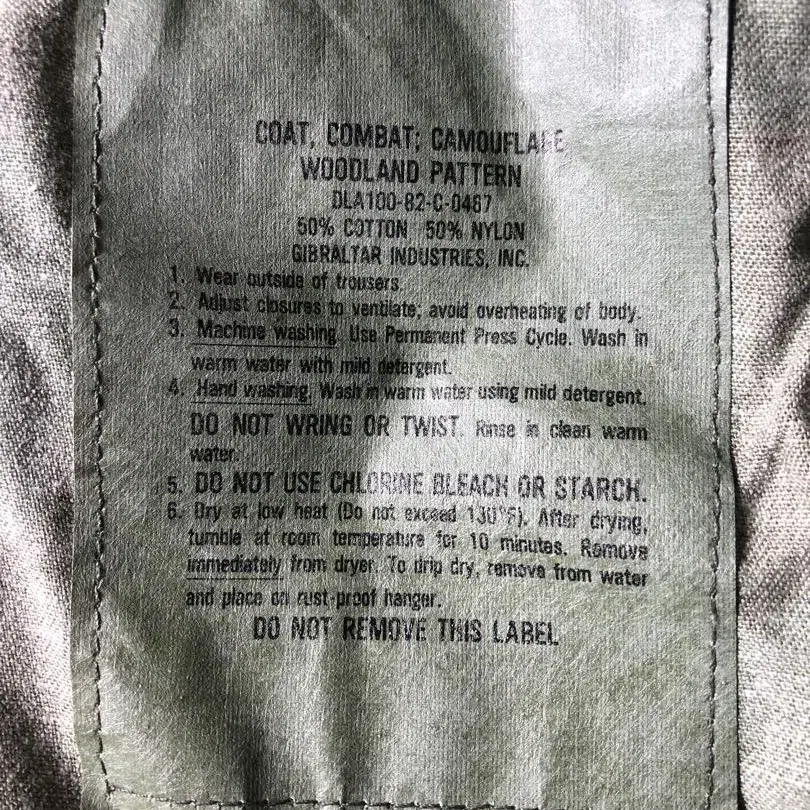 COAT, COMBAT; CAMOUFLAGE
WOODLAND PATTERN
DLA100-82-C-0467
50% COTTON 50% NYLON
GIBRALTAR INDUSTRIES, INC.
1. Wear outside of trousers.
2. Adjust closures to ventilate; avoid overheating of body.
3. Machine washing. Use Permanent Press Cycle. Wash in
warm water with mild detergent.
4. Hand washing. Wash in warm water using mild detergent.
DO NOT WRING OR TWIST. Rinse in clean warm
water.
5. DO NOT USE CHLORINE BLEACH OR STARCH.
6. Dry at low heat (Do not exceed 130°F). After drying,
tumble at room temperature for 10 minutes. Remove
immediately from dryer. To drip dry, remove from water
and place on rust-proof hanger.
DO NOT REMOVE THIS LABEL